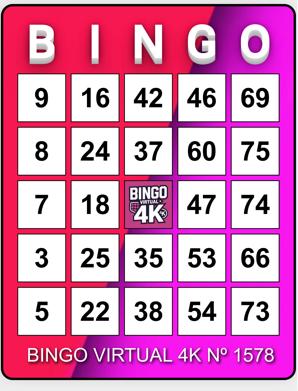 B I N G O
9 16 42 46 69
8 24 37 60 75
7 18 BINGO VIRTUAL 4K 47 74
3 25 35 53 66
5 22 38 54 73
BINGO VIRTUAL 4K Nº 1578